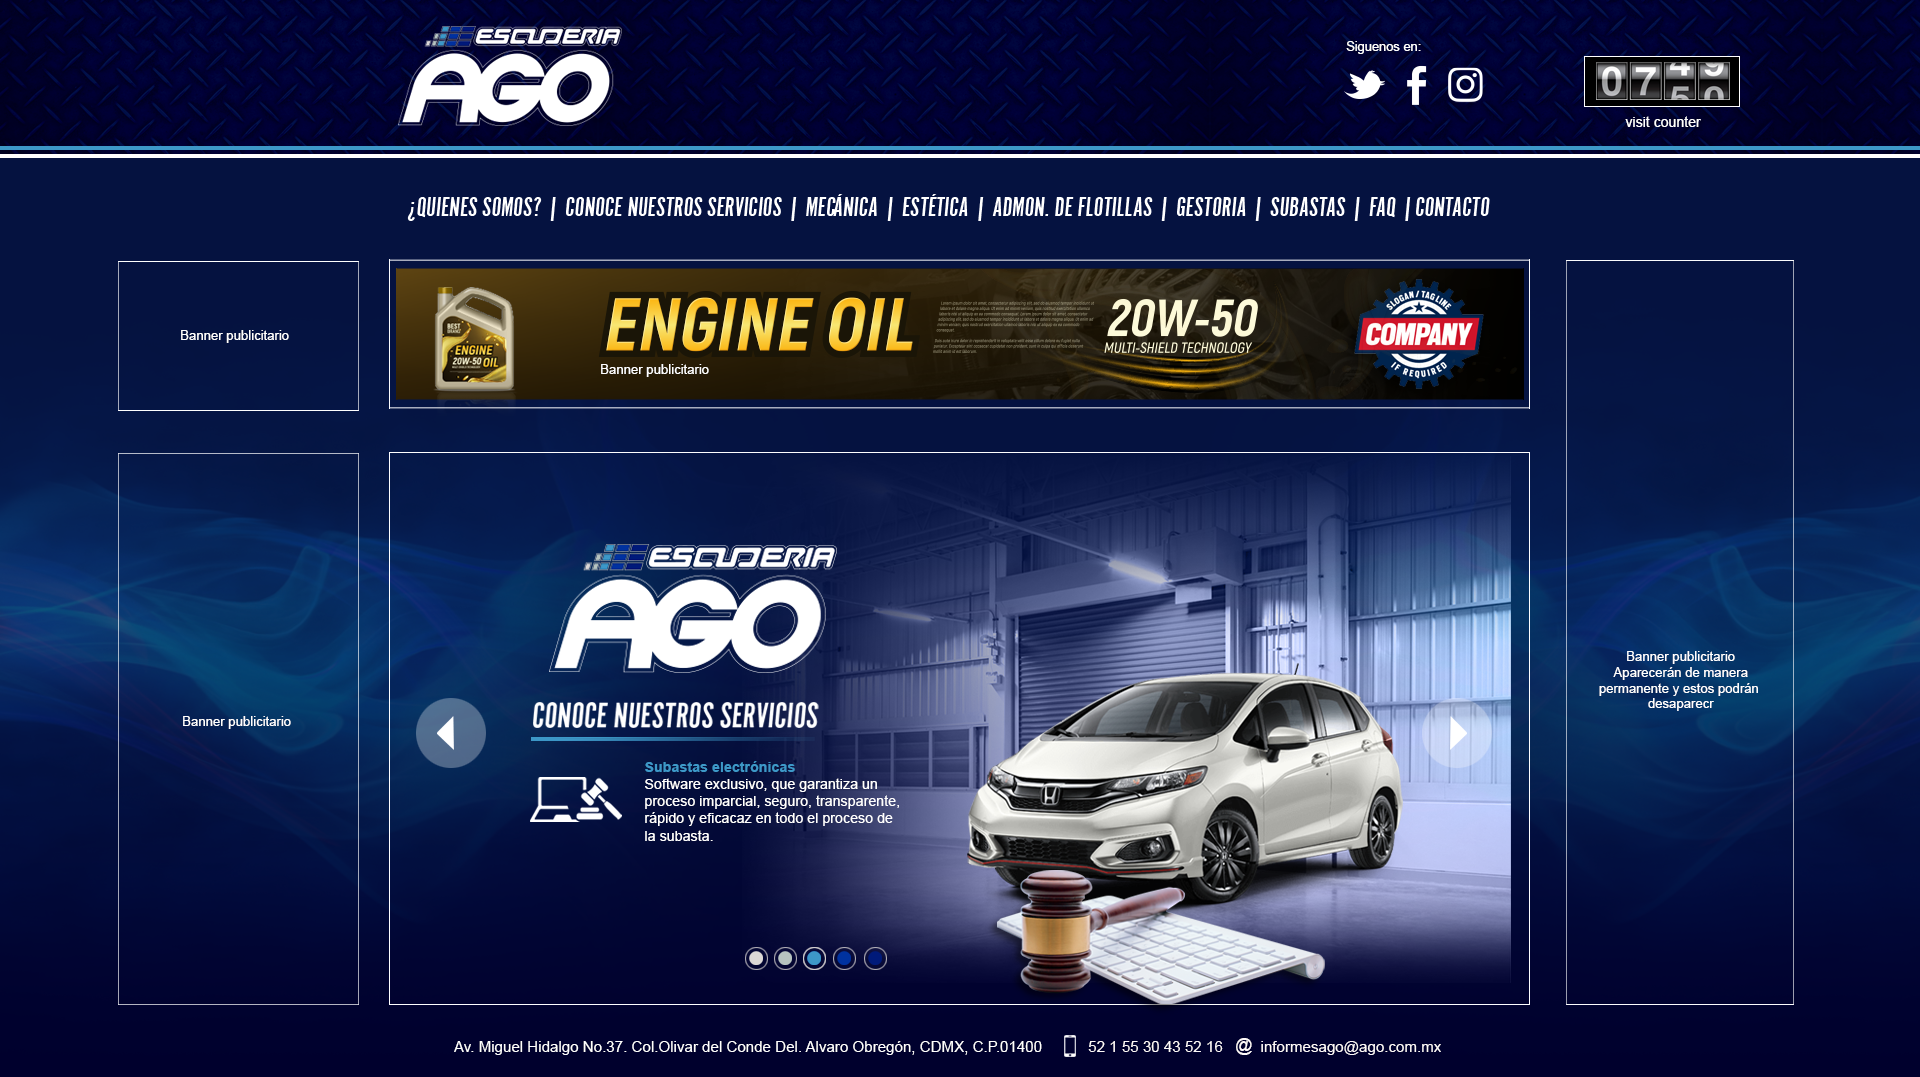 ESCUDERIA
AGO
Siguenos en:
07 49
50
visit counter
¿QUIENES SOMOS? | CONOCE NUESTROS SERVICIOS | MECÁNICA | ESTÉTICA | ADMON. DE FLOTILLAS | GESTORIA | SUBASTAS | FAQ | CONTACTO
Banner publicitario
BEST
BRAND
ENGINE
20W-50 OIL
ENGINE OIL
Banner publicitario
20W-50
MULTI-SHIELD TECHNOLOGY
SLOGAN / TAGLINE
COMPANY
IF REQUIRED
Banner publicitario
ESCUDERIA
AGO
CONOCE NUESTROS SERVICIOS
Subastas electrónicas
Software exclusivo, que garantiza un
proceso imparcial, seguro, transparente,
rápido y eficacaz en todo el proceso de
la subasta.
Banner publicitario
Aparecerán de manera
permanente y estos podrán
desaparecr
Av. Miguel Hidalgo No.37. Col.Olivar del Conde Del. Alvaro Obregón, CDMX, C.P.01400 52 1 55 30 43 52 16 @ informesago@ago.com.mx